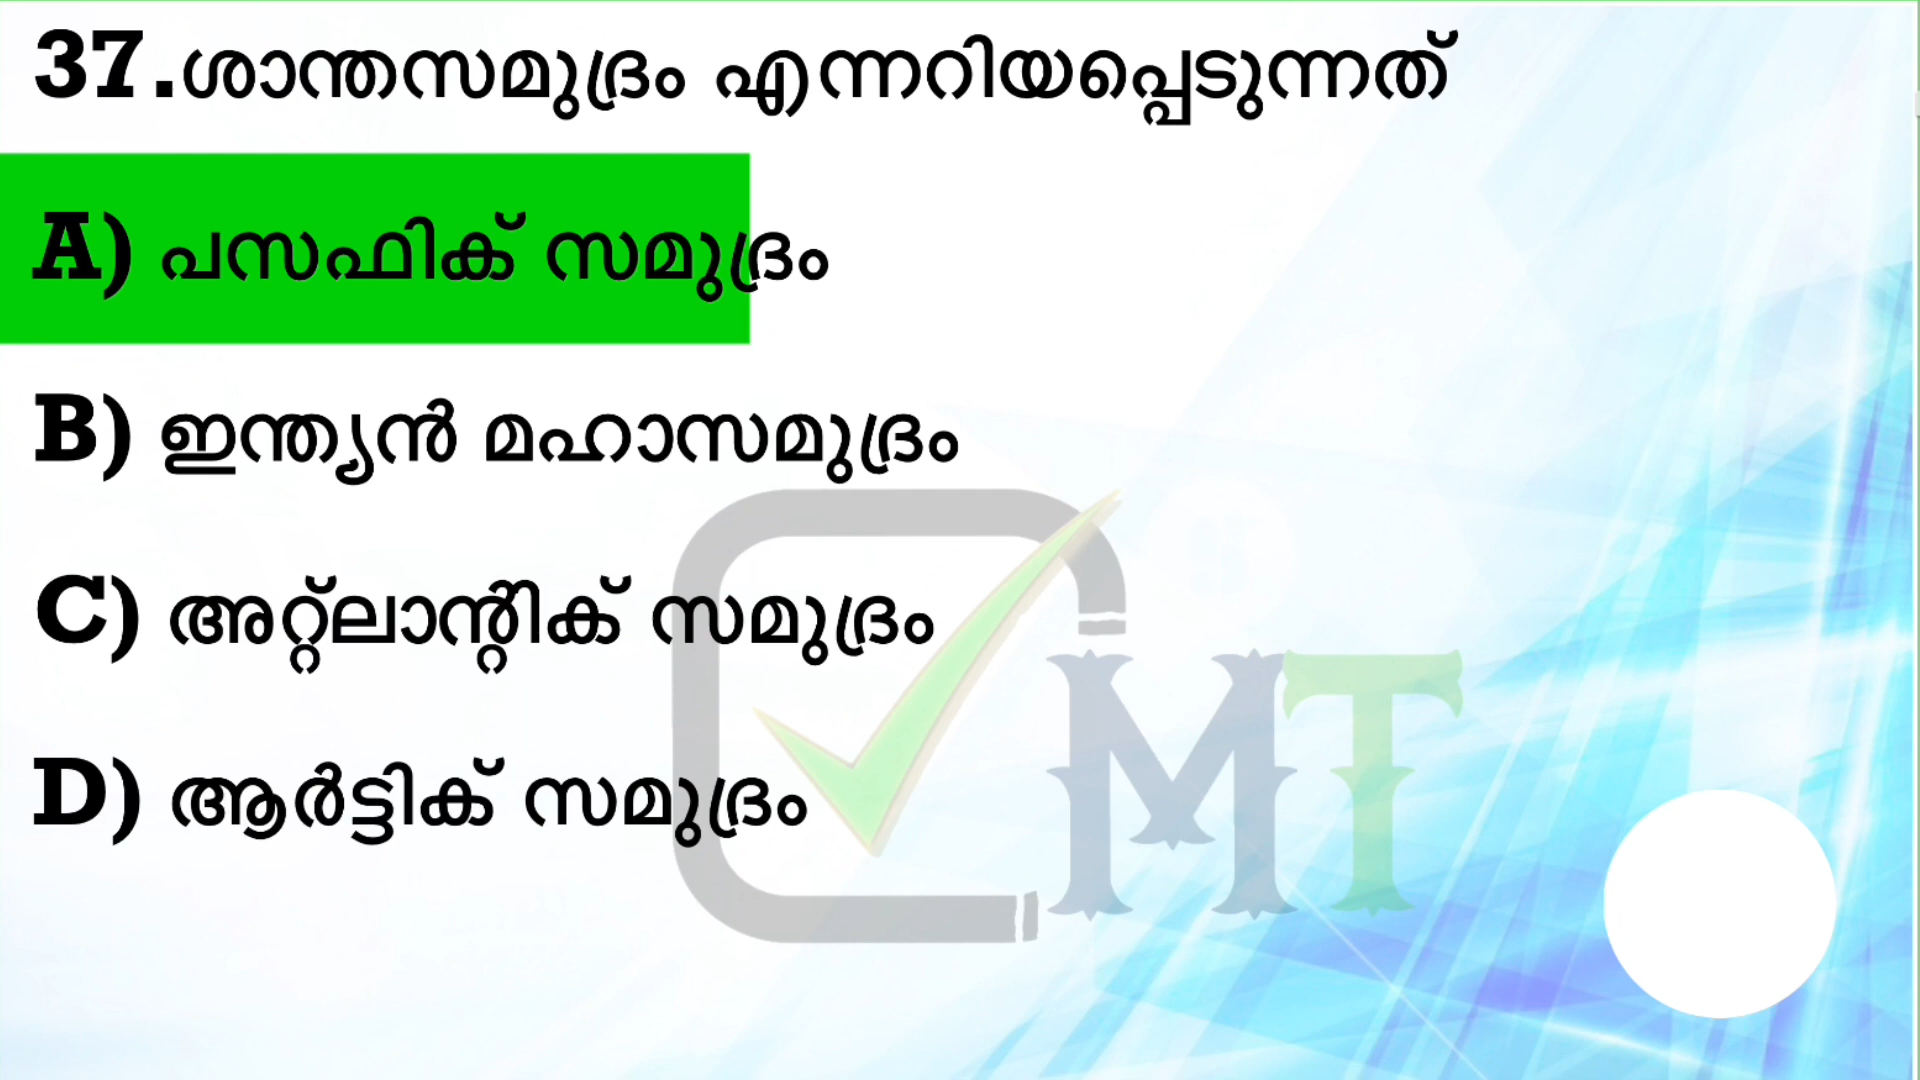 37.ശാന്തസമുദ്രം എന്നറിയപ്പെടുന്നത്
A) പസഫിക് സമുദ്രം
B) ഇന്ത്യൻ മഹാസമുദ്രം
C) അറ്റ്ലാന്റിക് സമുദ്രം
D) ആർട്ടിക് സമുദ്രം
MT